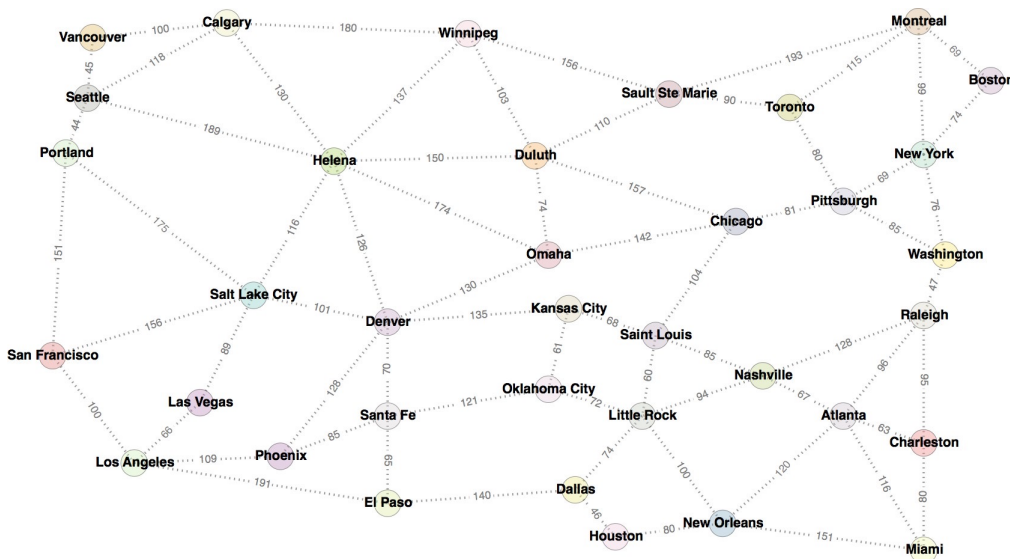 Montreal
Calgary
Vancouver
100
180
Winnipeg
69
193
115
118
156
45
Boston
Seattle
130
137
103
Sault Ste Marie
90
Toronto
99
74
110
44
189
Portland
Helena
150
Duluth
80
New York
69
157
76
174
74
Pittsburgh
175
116
Chicago
81
85
126
142
151
Omaha
Washington
130
47
Salt Lake City
101
104
Kansas City
Raleigh
Denver
135
68
Saint Louis
156
128
San Francisco
89
61
85
Nashville
70
60
96
128
67
95
100
Las Vegas
Oklahoma City
94
Santa Fe
121
72
Little Rock
Atlanta
66
63
85
Charleston
Los Angeles
109
Phoenix
65
74
100
120
116
80
191
El Paso
140
Dallas
46
New Orleans
80
Houston
151
Miami